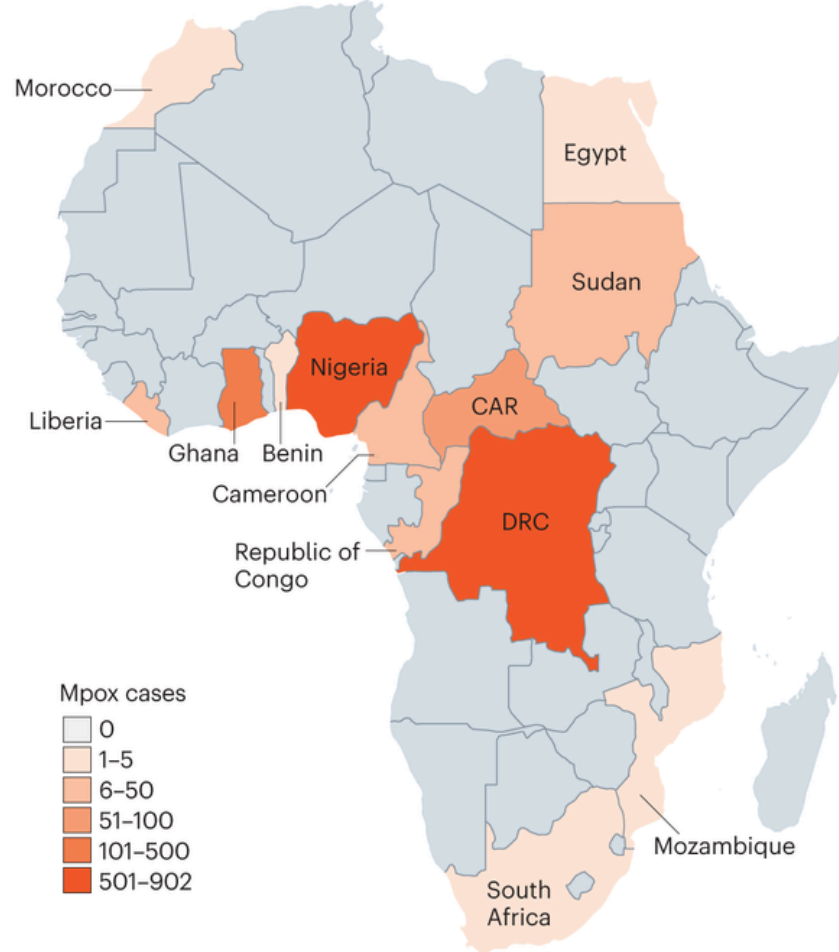 Morocco
Egypt
Sudan
Nigeria
CAR
Liberia
Ghana
Benin
Cameroon
DRC
Republic of
Congo
Mpox cases
0
1–5
6–50
51–100
101–500
501–902
Mozambique
South
Africa